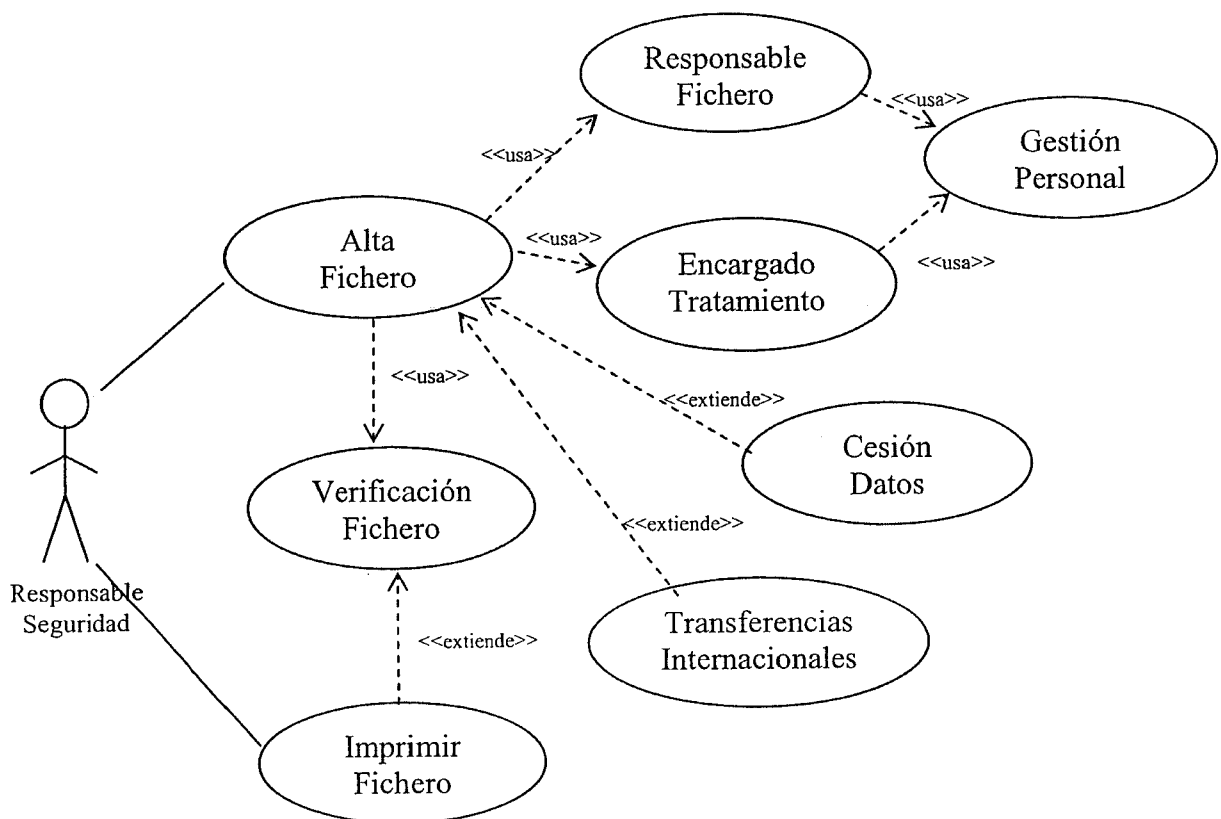 Responsable
Fichero
<<usa>>
Gestión
Personal
<<usa>>
Alta
Fichero
<<usa>>
Encargado
Tratamiento
<<usa>>
<<usa>>
<<extiende>>
Cesión
Datos
Verificación
Fichero
<<extiende>>
Responsable
Seguridad
<<extiende>>
Transferencias
Internacionales
Imprimir
Fichero